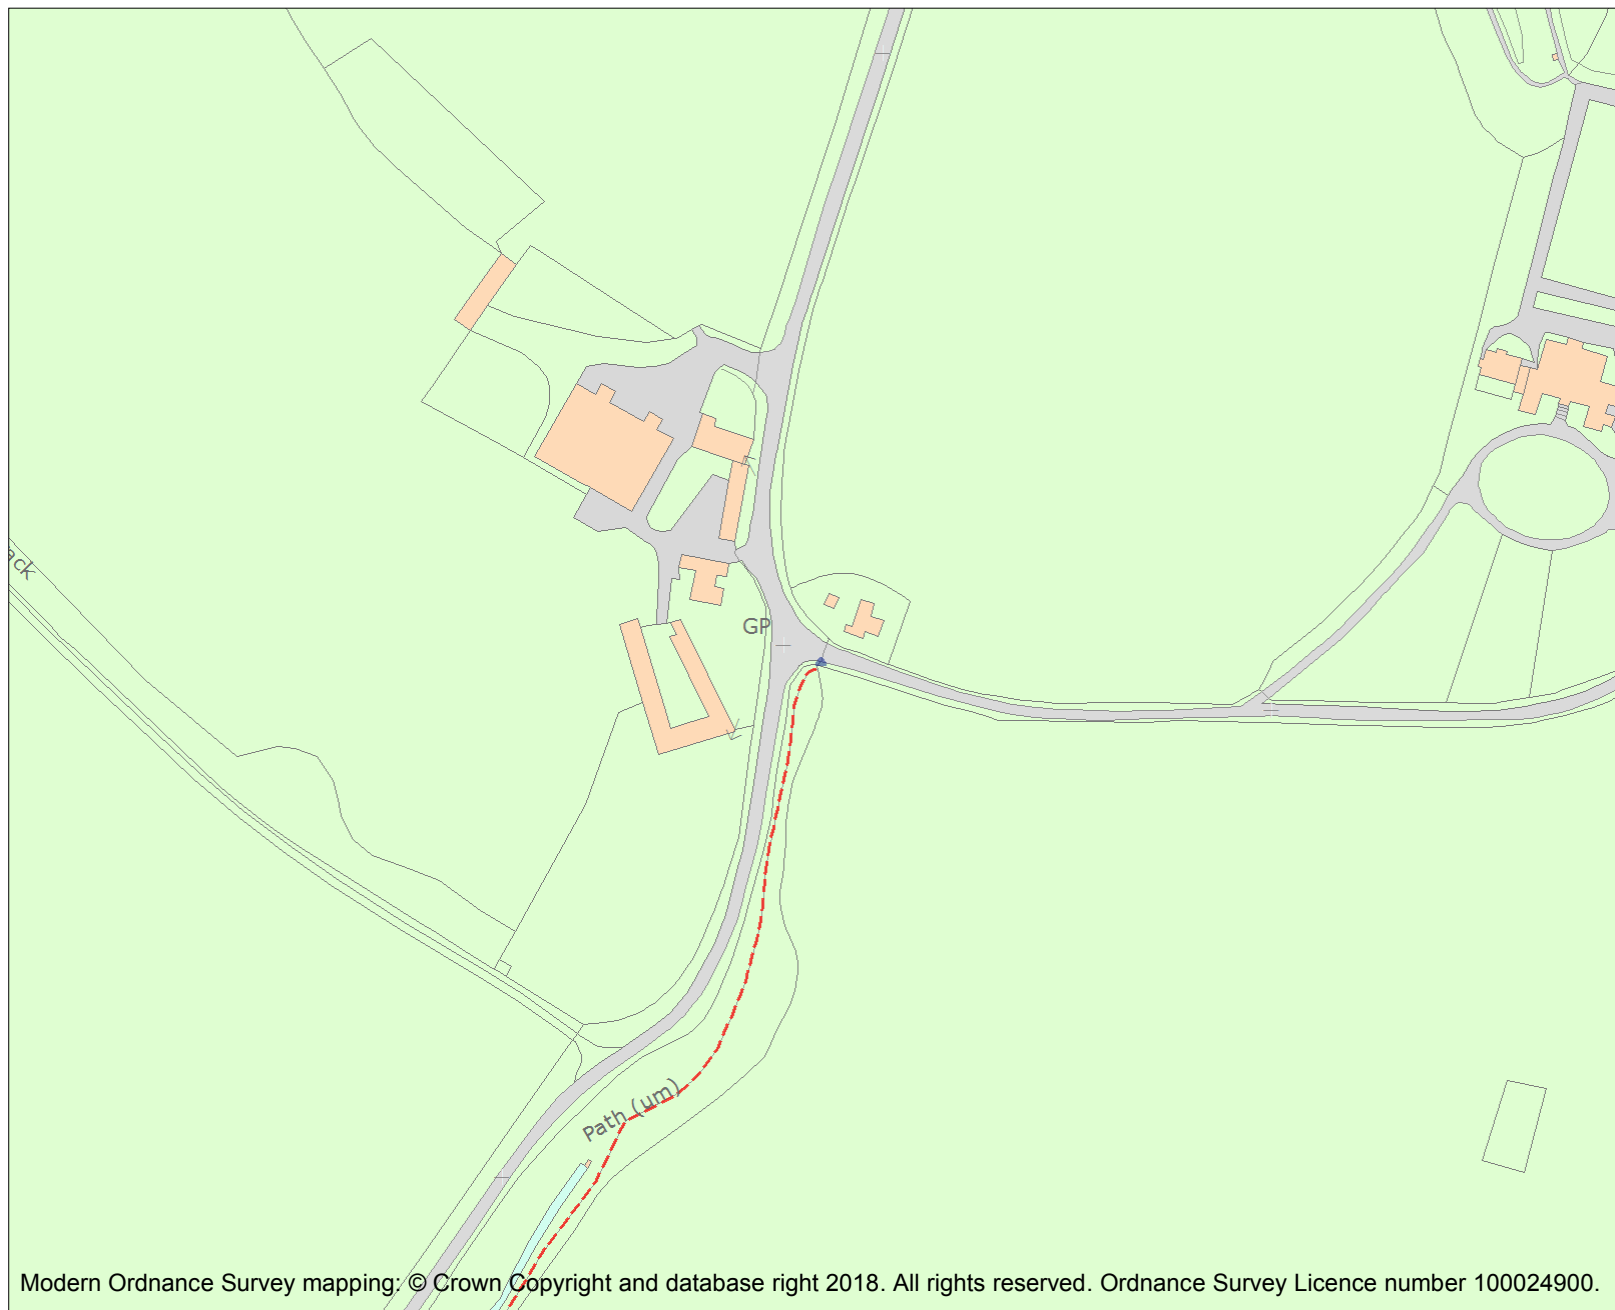 ack
GP
Path (um)
Modern Ordnance Survey mapping: © Crown Copyright and database right 2018. All rights reserved. Ordnance Survey Licence number 100024900.